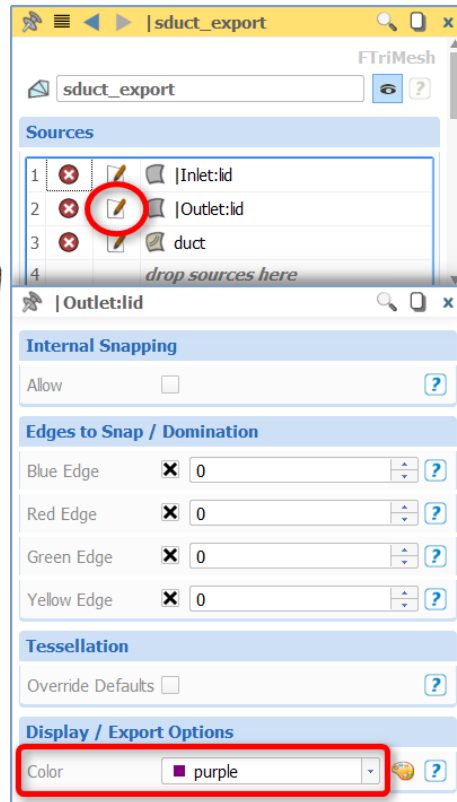 |sduct_export
FTriMesh
sduct_export
?
Sources
1 |Inlet:lid
2 |Outlet:lid
3 duct
4 drop sources here
|Outlet:lid
Internal Snapping
Allow ?
Edges to Snap / Domination
Blue Edge 0 ?
Red Edge 0 ?
Green Edge 0 ?
Yellow Edge 0 ?
Tessellation
Override Defaults ?
Display / Export Options
Color purple ?